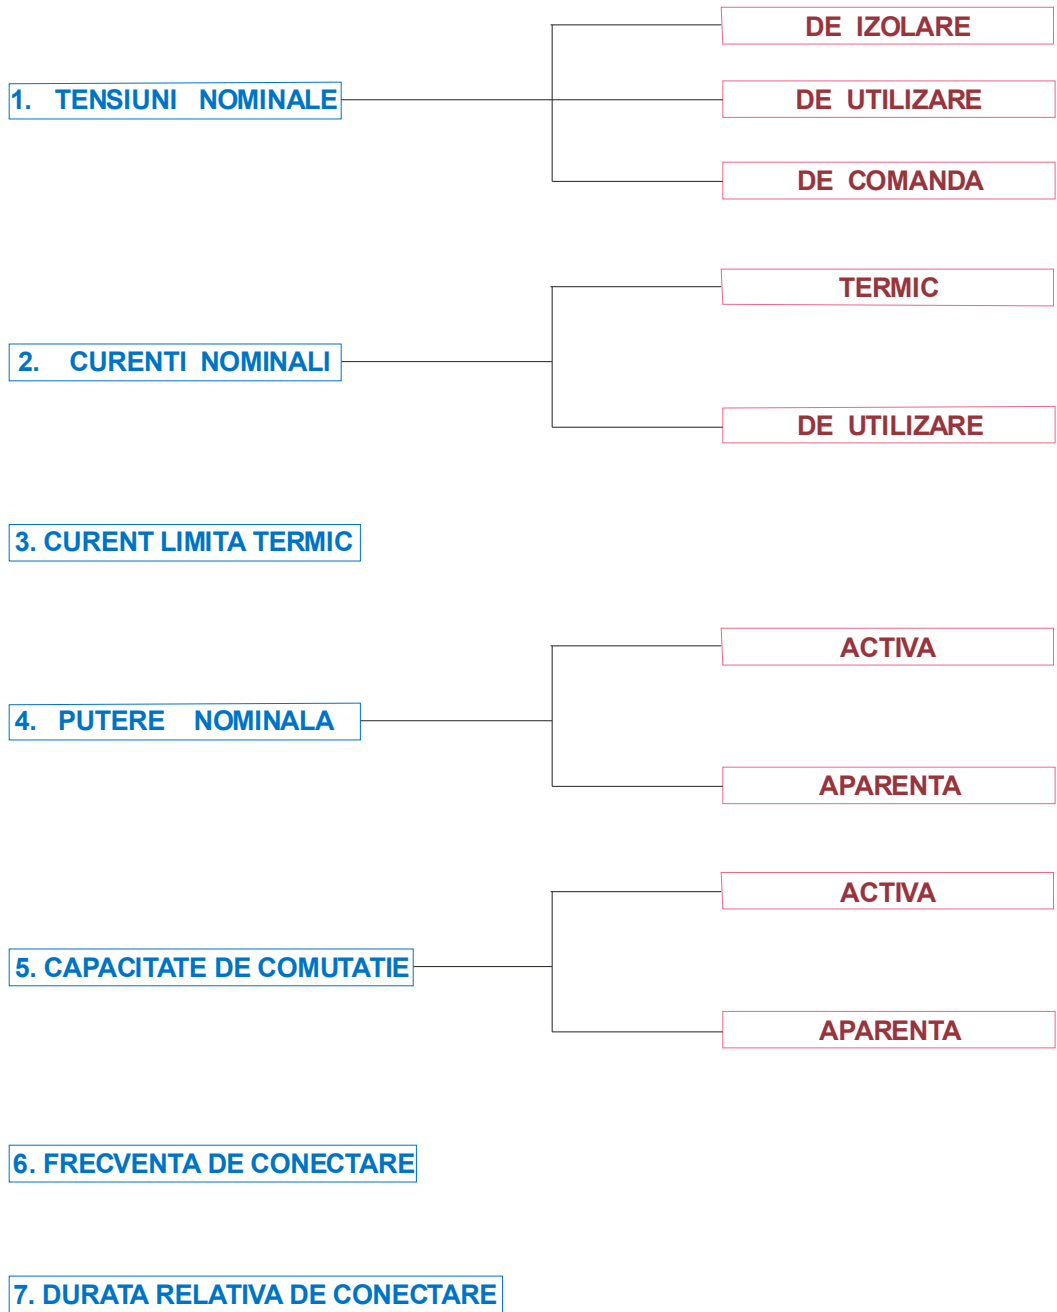 DE IZOLARE
1. TENSIUNI NOMINALE
DE UTILIZARE
DE COMANDA
TERMIC
2. CURENTI NOMINALI
DE UTILIZARE
3. CURENT LIMITA TERMIC
ACTIVA
4. PUTERE NOMINALA
APARENTA
ACTIVA
5. CAPACITATE DE COMUTATIE
APARENTA
6. FRECVENTA DE CONECTARE
7. DURATA RELATIVA DE CONECTARE